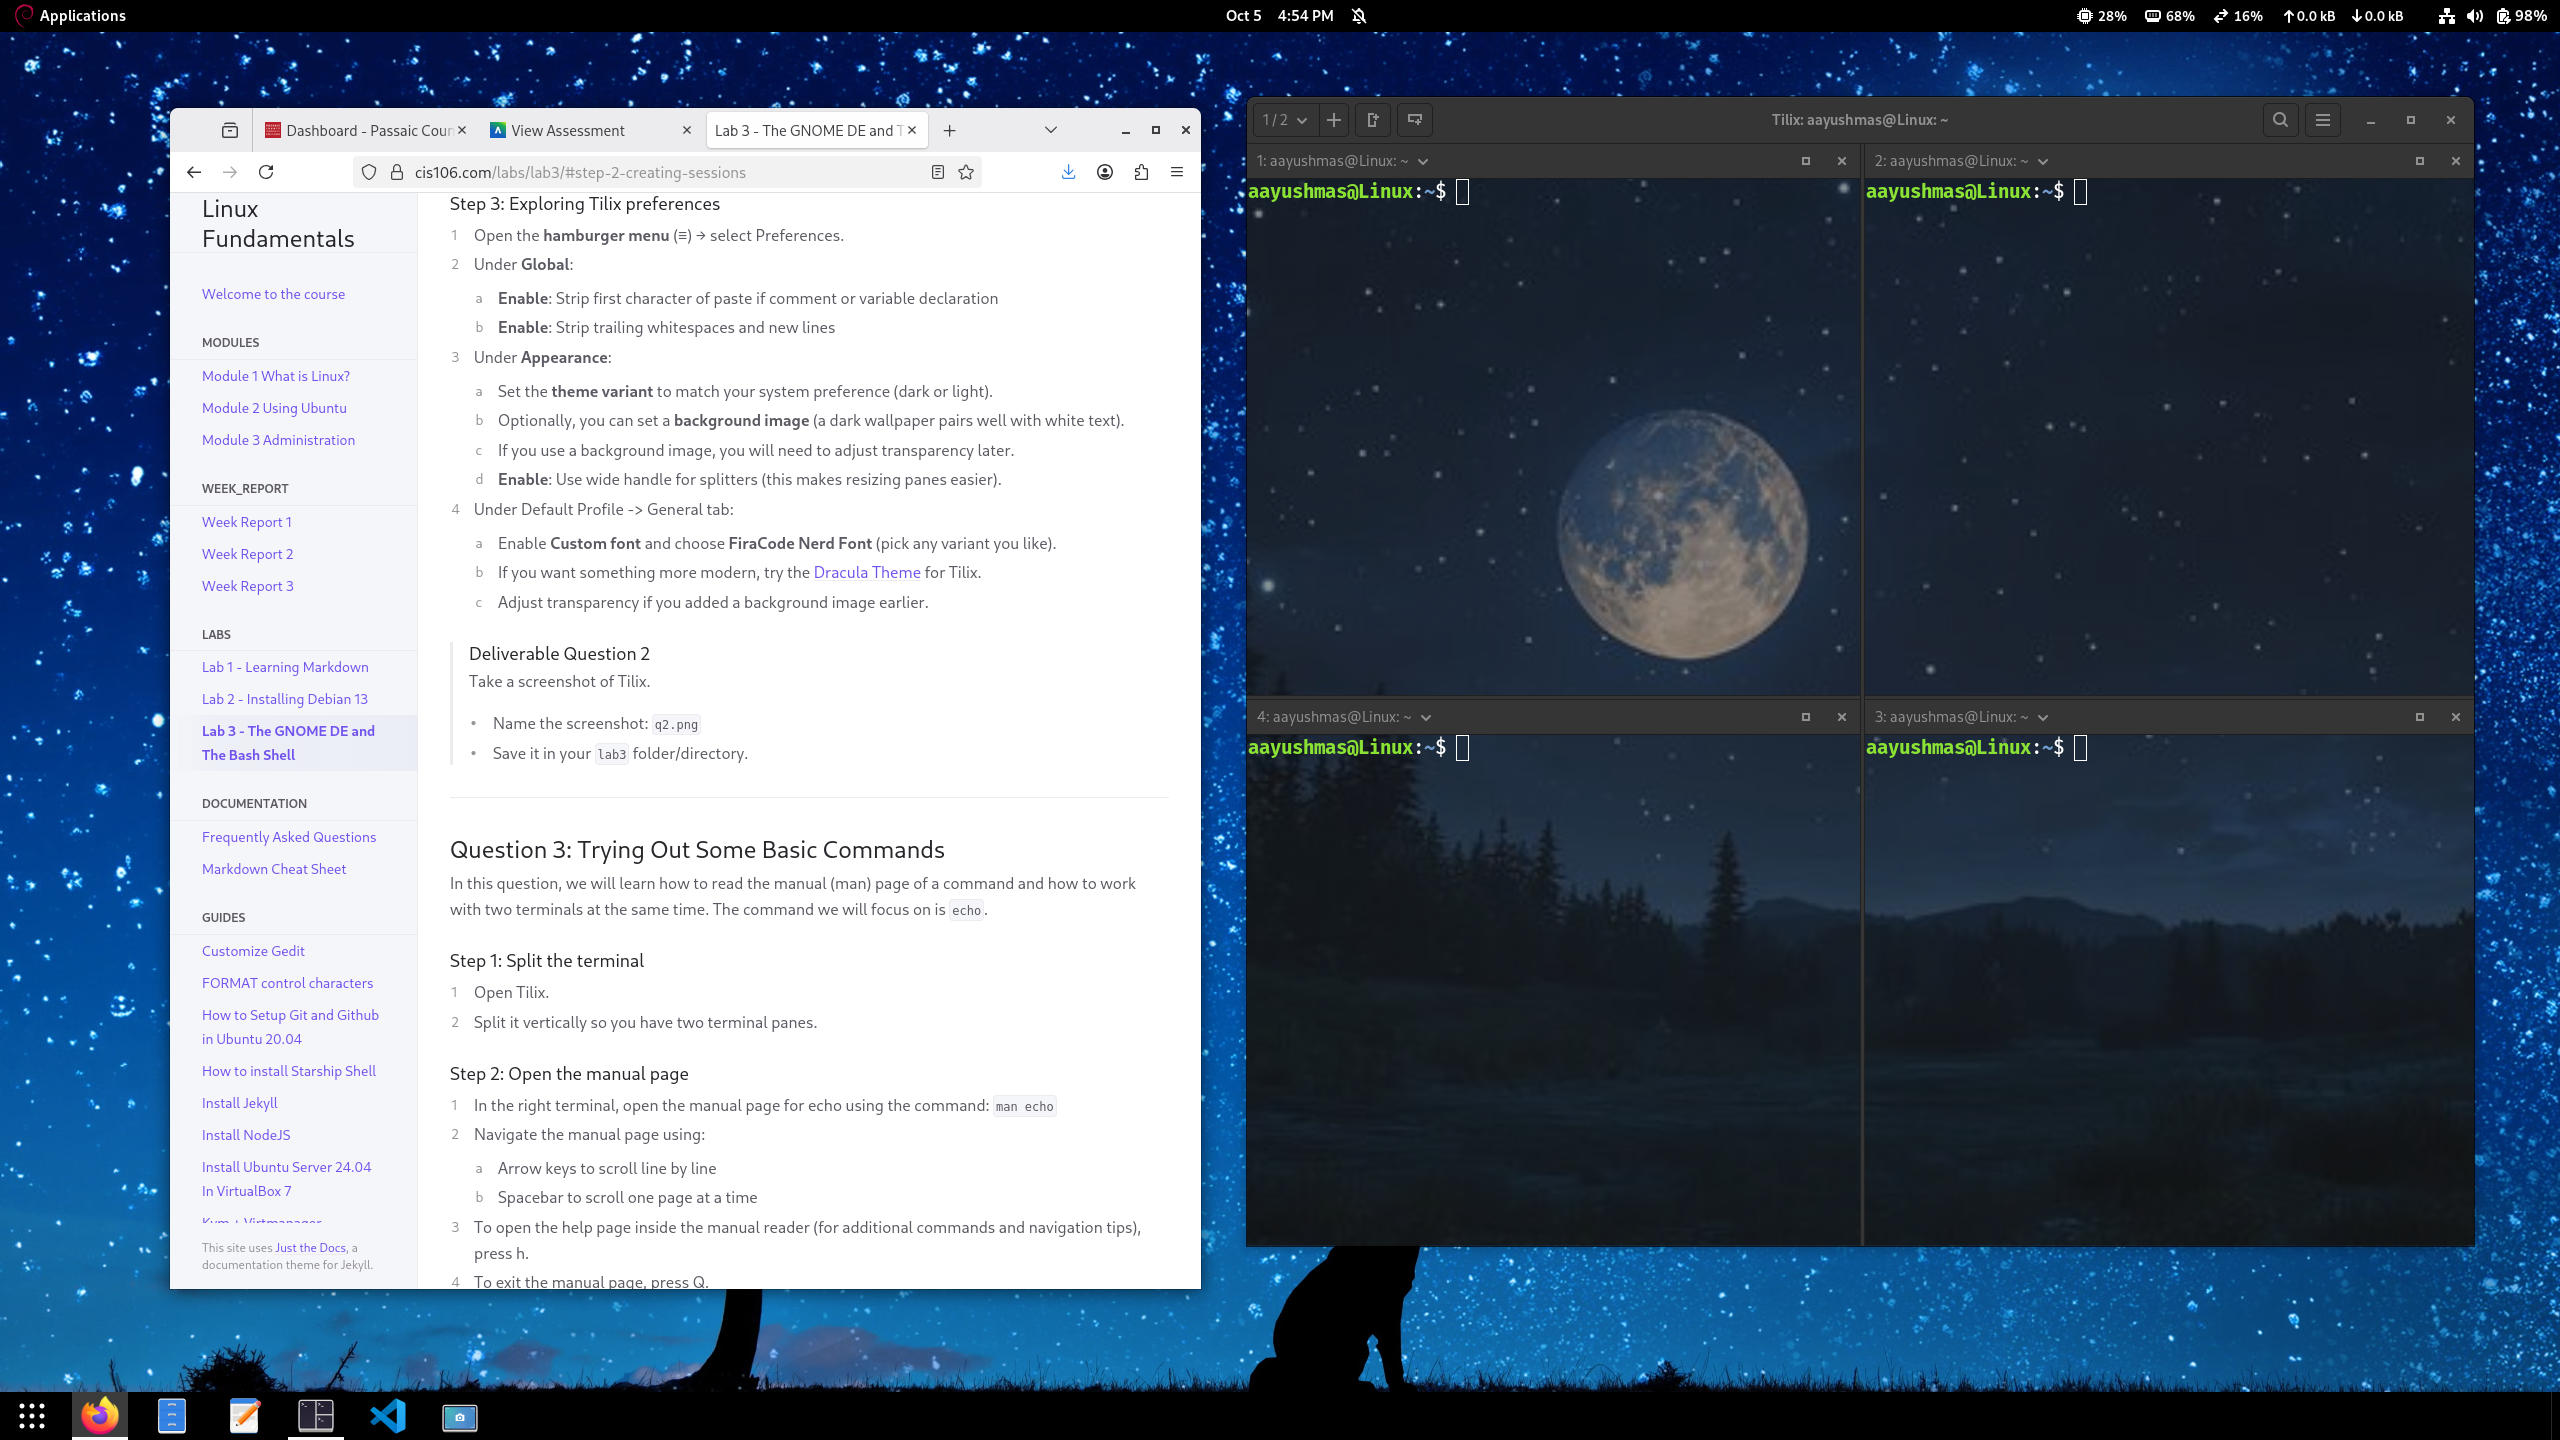 Applications
Oct 5 4:54 PM
28% 68% 16% 0.0 kB 0.0 kB 98%
Dashboard - Passaic Coun
View Assessment
Lab 3 - The GNOME DE and T
cis106.com/labs/lab3/#step-2-creating-sessions
Linux
Fundamentals
Welcome to the course
MODULES
Module 1 What is Linux?
Module 2 Using Ubuntu
Module 3 Administration
WEEK_REPORT
Week Report 1
Week Report 2
Week Report 3
LABS
Lab 1 - Learning Markdown
Lab 2 - Installing Debian 13
Lab 3 - The GNOME DE and
The Bash Shell
DOCUMENTATION
Frequently Asked Questions
Markdown Cheat Sheet
GUIDES
Customize Gedit
FORMAT control characters
How to Setup Git and Github
in Ubuntu 20.04
How to install Starship Shell
Install Jekyll
Install NodeJS
Install Ubuntu Server 24.04
In VirtualBox 7
Kvm + Virtmanager
This site uses Just the Docs, a
documentation theme for Jekyll.
Step 3: Exploring Tilix preferences
1 Open the hamburger menu (≡) → select Preferences.
2 Under Global:
a Enable: Strip first character of paste if comment or variable declaration
b Enable: Strip trailing whitespaces and new lines
3 Under Appearance:
a Set the theme variant to match your system preference (dark or light).
b Optionally, you can set a background image (a dark wallpaper pairs well with white text).
c If you use a background image, you will need to adjust transparency later.
d Enable: Use wide handle for splitters (this makes resizing panes easier).
4 Under Default Profile -> General tab:
a Enable Custom font and choose FiraCode Nerd Font (pick any variant you like).
b If you want something more modern, try the Dracula Theme for Tilix.
c Adjust transparency if you added a background image earlier.
Deliverable Question 2
Take a screenshot of Tilix.
• Name the screenshot: q2.png
• Save it in your lab3 folder/directory.
Question 3: Trying Out Some Basic Commands
In this question, we will learn how to read the manual (man) page of a command and how to work
with two terminals at the same time. The command we will focus on is echo.
Step 1: Split the terminal
1 Open Tilix.
2 Split it vertically so you have two terminal panes.
Step 2: Open the manual page
1 In the right terminal, open the manual page for echo using the command: man echo
2 Navigate the manual page using:
a Arrow keys to scroll line by line
b Spacebar to scroll one page at a time
3 To open the help page inside the manual reader (for additional commands and navigation tips),
press h.
4 To exit the manual page, press Q.
1 / 2
Tilix: aayushmas@Linux: ~
1: aayushmas@Linux: ~
aayushmas@Linux:~$
2: aayushmas@Linux: ~
aayushmas@Linux:~$
4: aayushmas@Linux: ~
aayushmas@Linux:~$
3: aayushmas@Linux: ~
aayushmas@Linux:~$